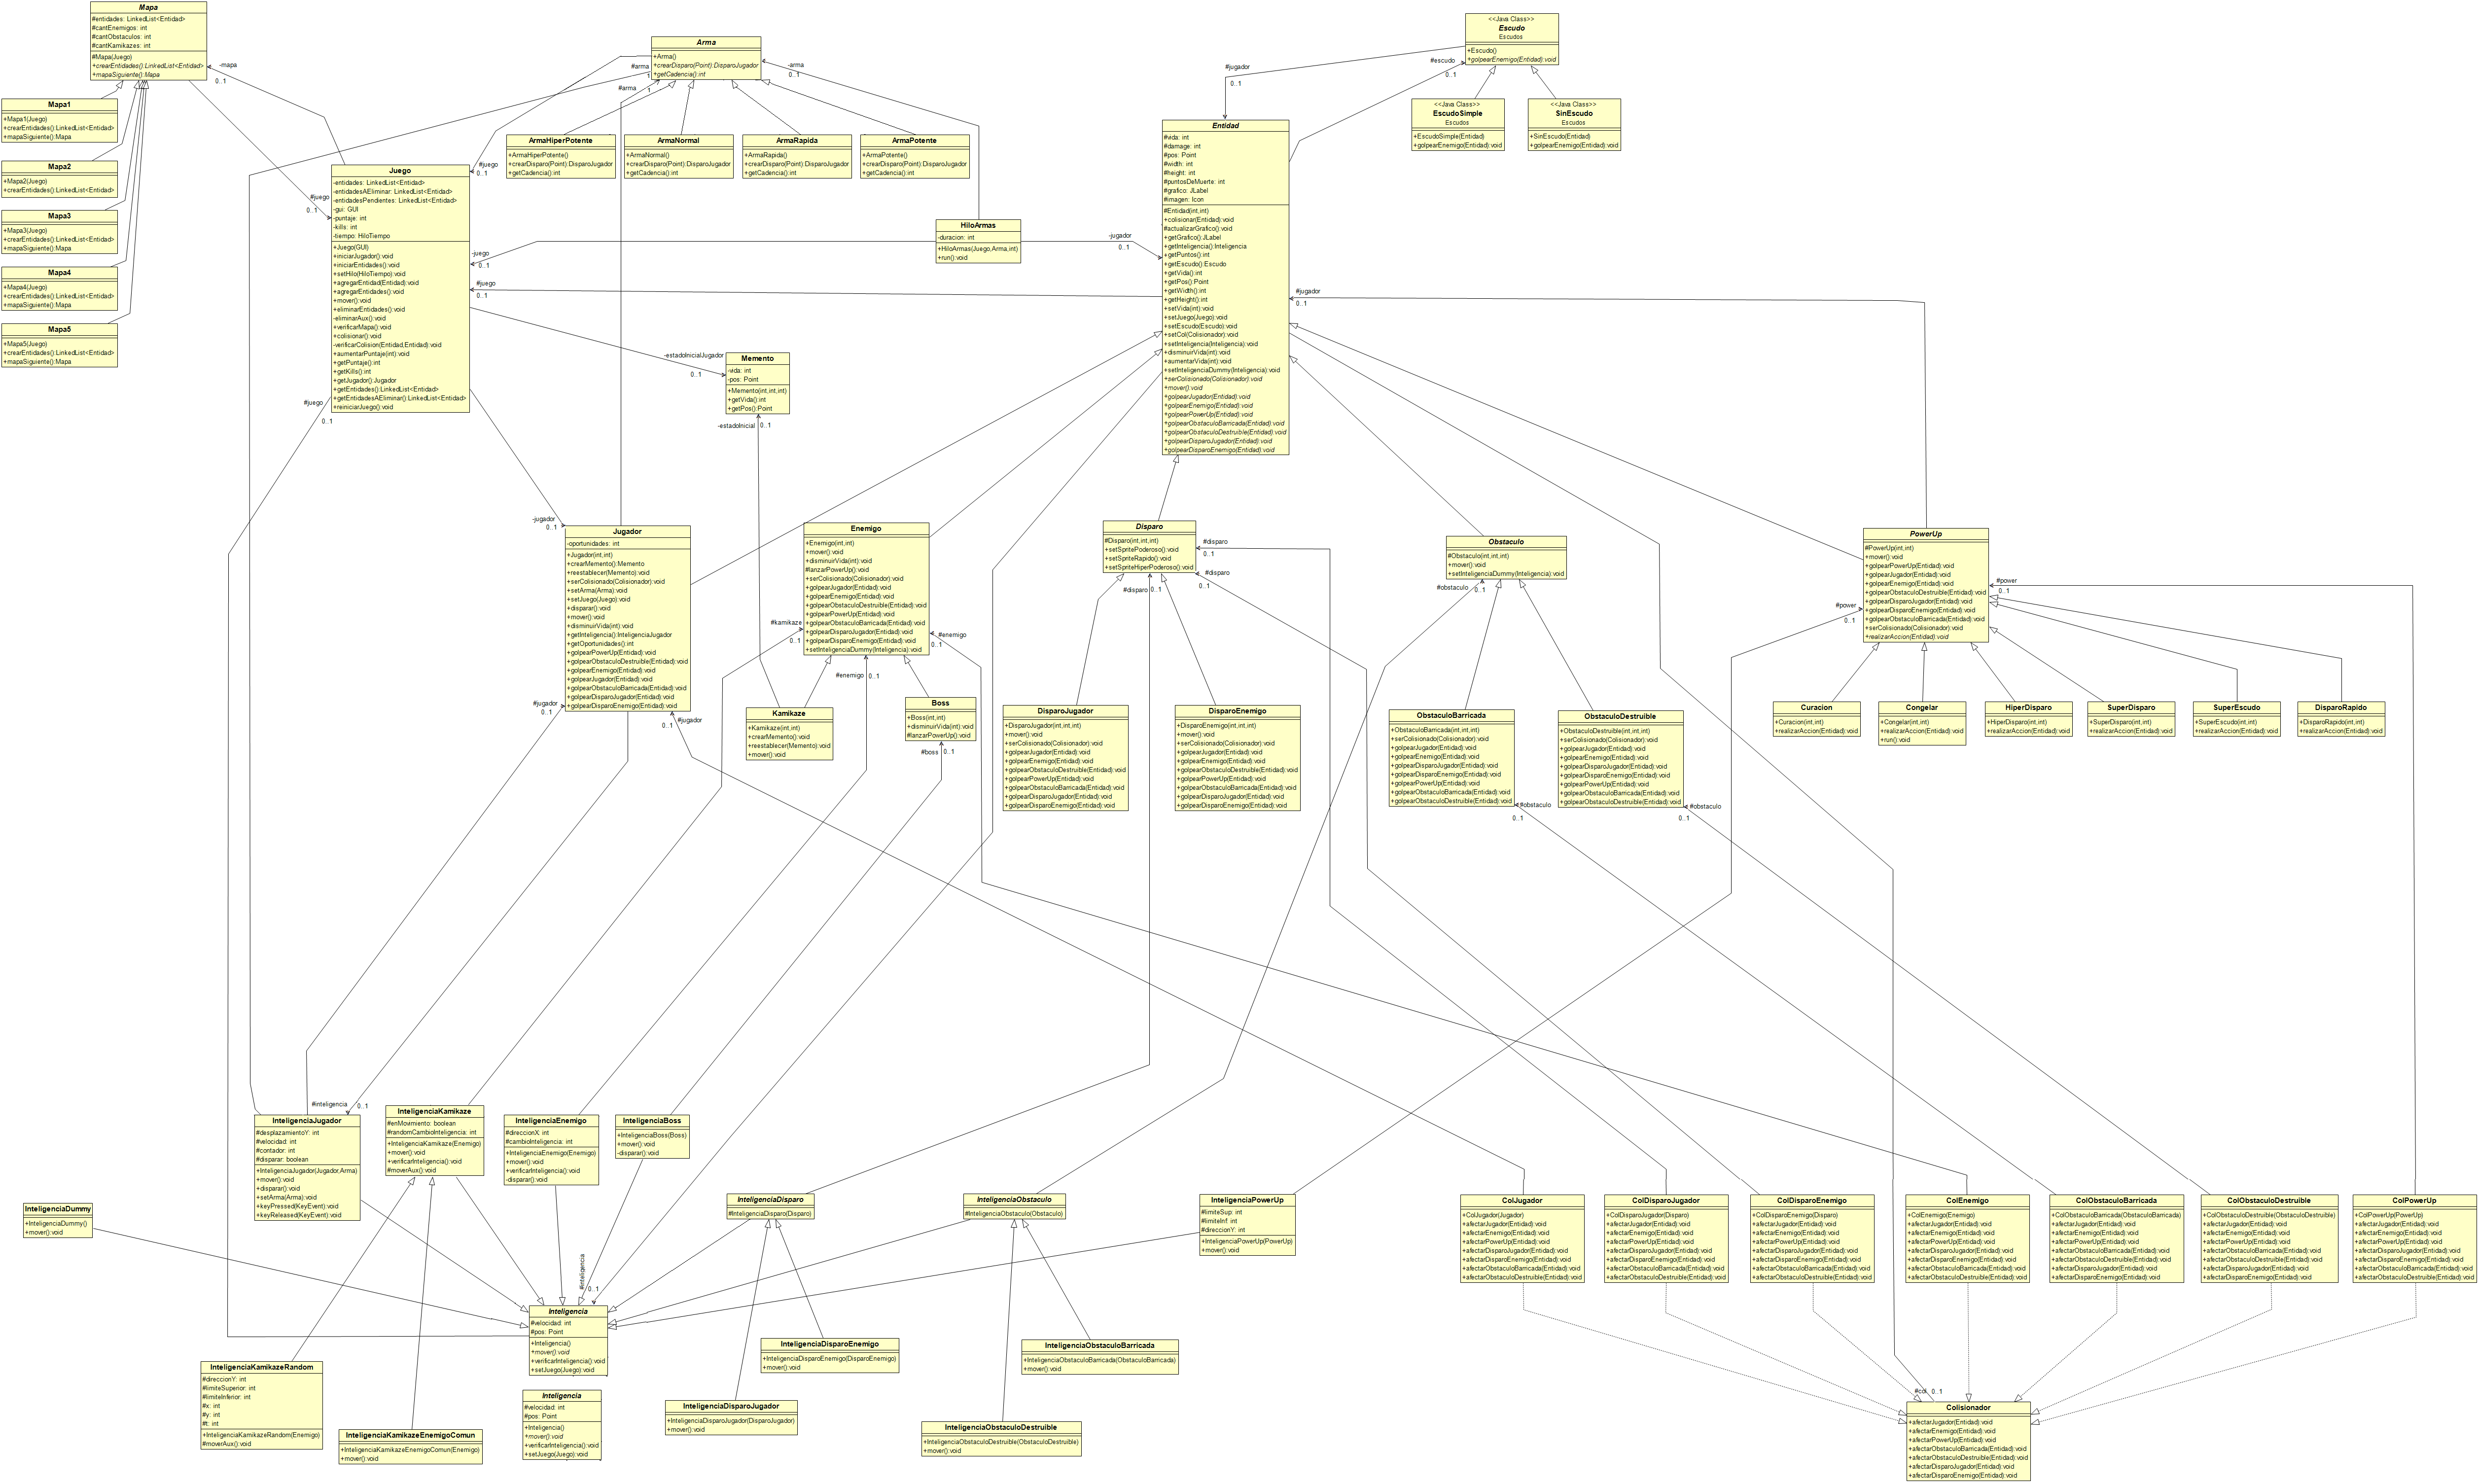 Mapa
#entidades: LinkedList<Entidad>
#cantEnemigos: int
#cantObstaculos: int
#cantKamikazes: int
#Mapa(Juego)
+crearEntidades():LinkedList<Entidad>
+mapaSiguiente():Mapa
-mapa
0..1
Mapa1
+Mapa1(Juego)
+crearEntidades():LinkedList<Entidad>
+mapaSiguiente():Mapa
Mapa2
+Mapa2(Juego)
+crearEntidades():LinkedList<Entidad>
Mapa3
+Mapa3(Juego)
+crearEntidades():LinkedList<Entidad>
+mapaSiguiente():Mapa
Mapa4
+Mapa4(Juego)
+crearEntidades():LinkedList<Entidad>
+mapaSiguiente():Mapa
Mapa5
+Mapa5(Juego)
+crearEntidades():LinkedList<Entidad>
+mapaSiguiente():Mapa
#juego
0..1
Juego
-entidades: LinkedList<Entidad>
-entidadesAEliminar: LinkedList<Entidad>
-entidadesPendientes: LinkedList<Entidad>
-gui: GUI
-puntaje: int
-kills: int
-tiempo: HiloTiempo
+Juego(GUI)
+iniciarJugador():void
+iniciarEntidades():void
+setHilo(HiloTiempo):void
+agregarEntidad(Entidad):void
+agregarEntidades():void
+mover():void
+eliminarEntidades():void
-eliminarAux():void
+verificarMapa():void
+colisionar():void
-verificarColision(Entidad,Entidad):void
+aumentarPuntaje(int):void
+getPuntaje():int
+getKills():int
+getJugador():Jugador
+getEntidades():LinkedList<Entidad>
+getEntidadesAEliminar():LinkedList<Entidad>
+reiniciarJuego():void
#juego
0..1
#juego
0..1
-juego
0..1
#juego
0..1
Arma
+Arma()
+crearDisparo(Point):DisparoJugador
+getCadencia():int
#arma
1
#arma
1
-arma
0..1
ArmaHiperPotente
+ArmaHiperPotente()
+crearDisparo(Point):DisparoJugador
+getCadencia():int
ArmaNormal
+ArmaNormal()
+crearDisparo(Point):DisparoJugador
+getCadencia():int
ArmaRapida
+ArmaRapida()
+crearDisparo(Point):DisparoJugador
+getCadencia():int
ArmaPotente
+ArmaPotente()
+crearDisparo(Point):DisparoJugador
+getCadencia():int
HiloArmas
-duracion: int
+HiloArmas(Juego,Arma,int)
+run():void
-jugador
0..1
<<Java Class>>
Escudo
Escudos
+Escudo()
+golpearEnemigo(Entidad):void
#jugador
0..1
#escudo
0..1
<<Java Class>>
EscudoSimple
Escudos
+EscudoSimple(Entidad)
+golpearEnemigo(Entidad):void
<<Java Class>>
SinEscudo
Escudos
+SinEscudo(Entidad)
+golpearEnemigo(Entidad):void
Entidad
#vida: int
#damage: int
#pos: Point
#width: int
#height: int
#puntosDeMuerte: int
#grafico: JLabel
#imagen: Icon
#Entidad(int,int)
+colisionar(Entidad):void
#actualizarGrafico():void
+getGrafico():JLabel
+getInteligencia():Inteligencia
+getPuntos():int
+getEscudo():Escudo
+getVida():int
+getPos():Point
+getWidth():int
+getHeight():int
+setVida(int):void
+setJuego(Juego):void
+setEscudo(Escudo):void
+setCol(Colisionador):void
+setInteligencia(Inteligencia):void
+disminuirVida(int):void
+aumentarVida(int):void
+setInteligenciaDummy(Inteligencia):void
+serColisionado(Colisionador):void
+mover():void
+golpearJugador(Entidad):void
+golpearEnemigo(Entidad):void
+golpearPowerUp(Entidad):void
+golpearObstaculoBarricada(Entidad):void
+golpearObstaculoDestruible(Entidad):void
+golpearDisparoJugador(Entidad):void
+golpearDisparoEnemigo(Entidad):void
#jugador
0..1
-estadoInicialJugador
0..1
Memento
-vida: int
-pos: Point
+Memento(int,int,int)
+getVida():int
+getPos():Point
-estadoInicial
0..1
-jugador
0..1
Jugador
-oportunidades: int
+Jugador(int,int)
+crearMemento():Memento
+reestablecer(Memento):void
+serColisionado(Colisionador):void
+setArma(Arma):void
+setJuego(Juego):void
+disparar():void
+mover():void
+disminuirVida(int):void
+getInteligencia():InteligenciaJugador
+getOportunidades():int
+golpearPowerUp(Entidad):void
+golpearObstaculoDestruible(Entidad):void
+golpearEnemigo(Entidad):void
+golpearJugador(Entidad):void
+golpearObstaculoBarricada(Entidad):void
+golpearDisparoJugador(Entidad):void
+golpearDisparoEnemigo(Entidad):void
#jugador
0..1
#jugador
0..1
Enemigo
+Enemigo(int,int)
+mover():void
+disminuirVida(int):void
#lanzarPowerUp():void
+serColisionado(Colisionador):void
+golpearJugador(Entidad):void
+golpearEnemigo(Entidad):void
+golpearObstaculoDestruible(Entidad):void
+golpearPowerUp(Entidad):void
+golpearObstaculoBarricada(Entidad):void
+golpearDisparoJugador(Entidad):void
+golpearDisparoEnemigo(Entidad):void
+setInteligenciaDummy(Inteligencia):void
#kamikaze
0..1
#enemigo
0..1
#enemigo
0..1
Kamikaze
+Kamikaze(int,int)
+crearMemento():void
+reestablecer(Memento):void
+mover():void
Boss
+Boss(int,int)
+disminuirVida(int):void
#lanzarPowerUp():void
#boss
0..1
Disparo
#Disparo(int,int,int)
+setSpritePoderoso():void
+setSpriteRapido():void
+setSpriteHiperPoderoso():void
#disparo
0..1
#disparo
0..1
#disparo
0..1
DisparoJugador
+DisparoJugador(int,int,int)
+mover():void
+serColisionado(Colisionador):void
+golpearJugador(Entidad):void
+golpearEnemigo(Entidad):void
+golpearObstaculoDestruible(Entidad):void
+golpearPowerUp(Entidad):void
+golpearObstaculoBarricada(Entidad):void
+golpearDisparoJugador(Entidad):void
+golpearDisparoEnemigo(Entidad):void
DisparoEnemigo
+DisparoEnemigo(int,int,int)
+mover():void
+serColisionado(Colisionador):void
+golpearJugador(Entidad):void
+golpearEnemigo(Entidad):void
+golpearObstaculoDestruible(Entidad):void
+golpearPowerUp(Entidad):void
+golpearObstaculoBarricada(Entidad):void
+golpearDisparoJugador(Entidad):void
+golpearDisparoEnemigo(Entidad):void
Obstaculo
#Obstaculo(int,int,int)
+mover():void
+setInteligenciaDummy(Inteligencia):void
#obstaculo
0..1
ObstaculoBarricada
+ObstaculoBarricada(int,int,int)
+serColisionado(Colisionador):void
+golpearJugador(Entidad):void
+golpearEnemigo(Entidad):void
+golpearDisparoJugador(Entidad):void
+golpearDisparoEnemigo(Entidad):void
+golpearPowerUp(Entidad):void
+golpearObstaculoBarricada(Entidad):void
+golpearObstaculoDestruible(Entidad):void
#obstaculo
0..1
ObstaculoDestruible
+ObstaculoDestruible(int,int,int)
+serColisionado(Colisionador):void
+golpearJugador(Entidad):void
+golpearEnemigo(Entidad):void
+golpearDisparoJugador(Entidad):void
+golpearDisparoEnemigo(Entidad):void
+golpearPowerUp(Entidad):void
+golpearObstaculoBarricada(Entidad):void
+golpearObstaculoDestruible(Entidad):void
#obstaculo
0..1
PowerUp
#PowerUp(int,int)
+mover():void
+golpearPowerUp(Entidad):void
+golpearJugador(Entidad):void
+golpearEnemigo(Entidad):void
+golpearObstaculoDestruible(Entidad):void
+golpearDisparoJugador(Entidad):void
+golpearDisparoEnemigo(Entidad):void
+golpearObstaculoBarricada(Entidad):void
+serColisionado(Colisionador):void
+realizarAccion(Entidad):void
#power
0..1
#power
0..1
Curacion
+Curacion(int,int)
+realizarAccion(Entidad):void
Congelar
+Congelar(int,int)
+realizarAccion(Entidad):void
+run():void
HiperDisparo
+HiperDisparo(int,int)
+realizarAccion(Entidad):void
SuperDisparo
+SuperDisparo(int,int)
+realizarAccion(Entidad):void
SuperEscudo
+SuperEscudo(int,int)
+realizarAccion(Entidad):void
DisparoRapido
+DisparoRapido(int,int)
+realizarAccion(Entidad):void
#inteligencia
0..1
InteligenciaJugador
#desplazamientoY: int
#velocidad: int
#contador: int
#disparar: boolean
+InteligenciaJugador(Jugador,Arma)
+mover():void
+disparar():void
+setArma(Arma):void
+keyPressed(KeyEvent):void
+keyReleased(KeyEvent):void
InteligenciaKamikaze
#enMovimiento: boolean
#randomCambioInteligencia: int
+InteligenciaKamikaze(Enemigo)
+mover():void
+verificarInteligencia():void
#moverAux():void
InteligenciaEnemigo
#direccionX: int
#cambioInteligencia: int
+InteligenciaEnemigo(Enemigo)
+mover():void
+verificarInteligencia():void
-disparar():void
InteligenciaBoss
+InteligenciaBoss(Boss)
+mover():void
-disparar():void
InteligenciaDummy
+InteligenciaDummy()
+mover():void
InteligenciaDisparo
#InteligenciaDisparo(Disparo)
InteligenciaObstaculo
#InteligenciaObstaculo(Obstaculo)
InteligenciaPowerUp
#limiteSup: int
#limiteInf: int
#direccionY: int
+InteligenciaPowerUp(PowerUp)
+mover():void
#inteligencia
0..1
Inteligencia
#velocidad: int
#pos: Point
+Inteligencia()
+mover():void
+verificarInteligencia():void
+setJuego(Juego):void
InteligenciaKamikazeRandom
#direccionY: int
#limiteSuperior: int
#limiteInferior: int
#x: int
#y: int
#t: int
+InteligenciaKamikazeRandom(Enemigo)
#moverAux():void
InteligenciaKamikazeEnemigoComun
+InteligenciaKamikazeEnemigoComun(Enemigo)
+mover():void
Inteligencia
#velocidad: int
#pos: Point
+Inteligencia()
+mover():void
+verificarInteligencia():void
+setJuego(Juego):void
InteligenciaDisparoEnemigo
+InteligenciaDisparoEnemigo(DisparoEnemigo)
+mover():void
InteligenciaDisparoJugador
+InteligenciaDisparoJugador(DisparoJugador)
+mover():void
InteligenciaObstaculoBarricada
+InteligenciaObstaculoBarricada(ObstaculoBarricada)
+mover():void
InteligenciaObstaculoDestruible
+InteligenciaObstaculoDestruible(ObstaculoDestruible)
+mover():void
ColJugador
+ColJugador(Jugador)
+afectarJugador(Entidad):void
+afectarEnemigo(Entidad):void
+afectarPowerUp(Entidad):void
+afectarDisparoJugador(Entidad):void
+afectarDisparoEnemigo(Entidad):void
+afectarObstaculoBarricada(Entidad):void
+afectarObstaculoDestruible(Entidad):void
ColDisparoJugador
+ColDisparoJugador(Disparo)
+afectarJugador(Entidad):void
+afectarEnemigo(Entidad):void
+afectarPowerUp(Entidad):void
+afectarDisparoJugador(Entidad):void
+afectarDisparoEnemigo(Entidad):void
+afectarObstaculoBarricada(Entidad):void
+afectarObstaculoDestruible(Entidad):void
ColDisparoEnemigo
+ColDisparoEnemigo(Disparo)
+afectarJugador(Entidad):void
+afectarEnemigo(Entidad):void
+afectarPowerUp(Entidad):void
+afectarDisparoJugador(Entidad):void
+afectarDisparoEnemigo(Entidad):void
+afectarObstaculoBarricada(Entidad):void
+afectarObstaculoDestruible(Entidad):void
ColEnemigo
+ColEnemigo(Enemigo)
+afectarJugador(Entidad):void
+afectarEnemigo(Entidad):void
+afectarPowerUp(Entidad):void
+afectarDisparoJugador(Entidad):void
+afectarDisparoEnemigo(Entidad):void
+afectarObstaculoBarricada(Entidad):void
+afectarObstaculoDestruible(Entidad):void
ColObstaculoBarricada
+ColObstaculoBarricada(ObstaculoBarricada)
+afectarJugador(Entidad):void
+afectarEnemigo(Entidad):void
+afectarPowerUp(Entidad):void
+afectarObstaculoBarricada(Entidad):void
+afectarObstaculoDestruible(Entidad):void
+afectarDisparoJugador(Entidad):void
+afectarDisparoEnemigo(Entidad):void
ColObstaculoDestruible
+ColObstaculoDestruible(ObstaculoDestruible)
+afectarJugador(Entidad):void
+afectarEnemigo(Entidad):void
+afectarPowerUp(Entidad):void
+afectarObstaculoBarricada(Entidad):void
+afectarObstaculoDestruible(Entidad):void
+afectarDisparoJugador(Entidad):void
+afectarDisparoEnemigo(Entidad):void
ColPowerUp
+ColPowerUp(PowerUp)
+afectarJugador(Entidad):void
+afectarEnemigo(Entidad):void
+afectarPowerUp(Entidad):void
+afectarDisparoJugador(Entidad):void
+afectarDisparoEnemigo(Entidad):void
+afectarObstaculoBarricada(Entidad):void
+afectarObstaculoDestruible(Entidad):void
#col
0..1
Colisionador
+afectarJugador(Entidad):void
+afectarEnemigo(Entidad):void
+afectarPowerUp(Entidad):void
+afectarObstaculoBarricada(Entidad):void
+afectarObstaculoDestruible(Entidad):void
+afectarDisparoJugador(Entidad):void
+afectarDisparoEnemigo(Entidad):void